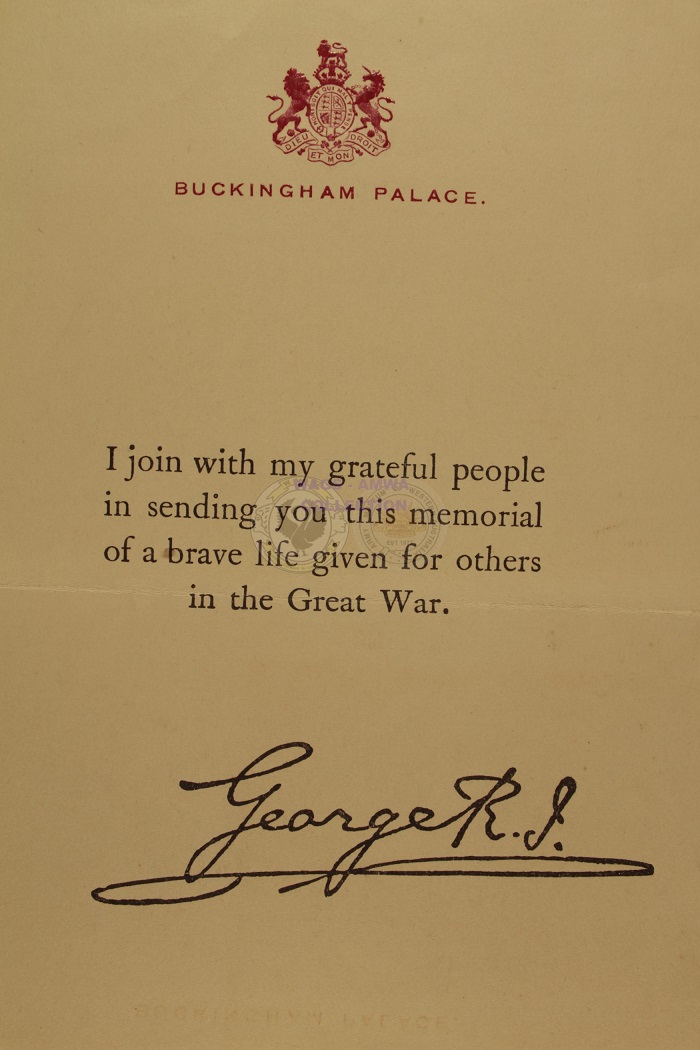 DIEU ET MON DROIT
BUCKINGHAM PALACE.
I join with my grateful people
in sending you this memorial
of a brave life given for others
in the Great War.
George R.I.